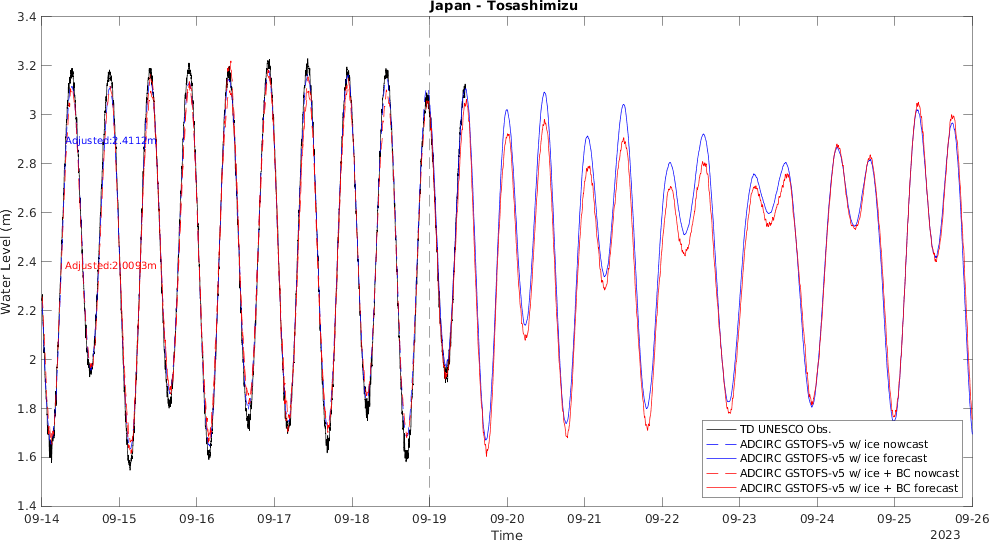 Japan - Tosashimizu
Water Level (m)
3.4
3.2
3
2.8
2.6
2.4
2.2
2
1.8
1.6
1.4
Adjusted:2.4112m
Adjusted:2.0093m
TD UNESCO Obs.
ADCIRC GSTOFS-v5 w/ ice nowcast
ADCIRC GSTOFS-v5 w/ ice forecast
ADCIRC GSTOFS-v5 w/ ice + BC nowcast
ADCIRC GSTOFS-v5 w/ ice + BC forecast
09-14 09-15 09-16 09-17 09-18 09-19 09-20 09-21 09-22 09-23 09-24 09-25 09-26
Time
2023